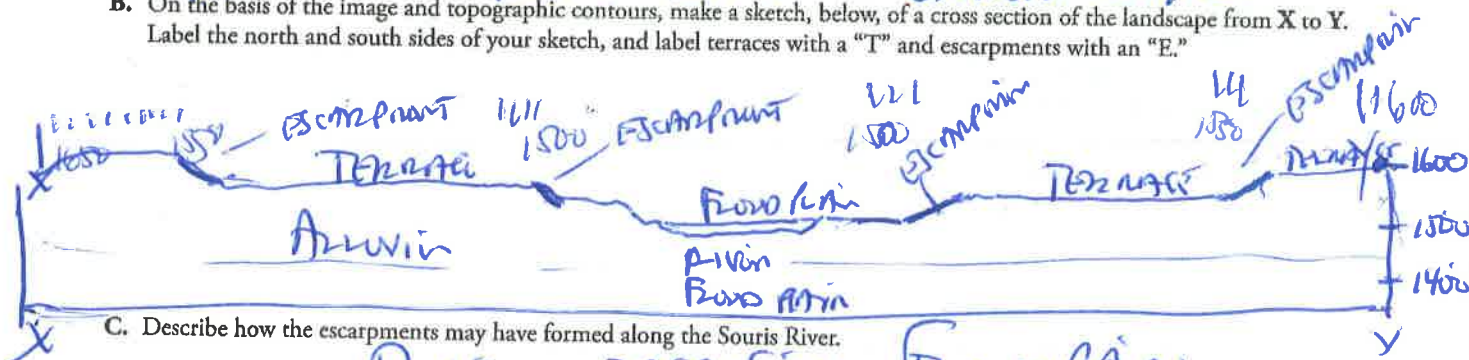 B. On the basis of the image and topographic contours, make a sketch, below, of a cross section of the landscape from X to Y.
Label the north and south sides of your sketch, and label terraces with a “T” and escarpments with an “E.”
ESCARPMENT
1500
ESCARPMENT
1500
ESCARPMENT
1550
ESCARPMENT
1600
1650
1550
TERRACE
FLOOD PLAIN
TERRACE
TERRACE
1600
X
ALLUVIUM
1500
RIVER
FLOOD PLAIN
1400
X
Y
C. Describe how the escarpments may have formed along the Souris River.